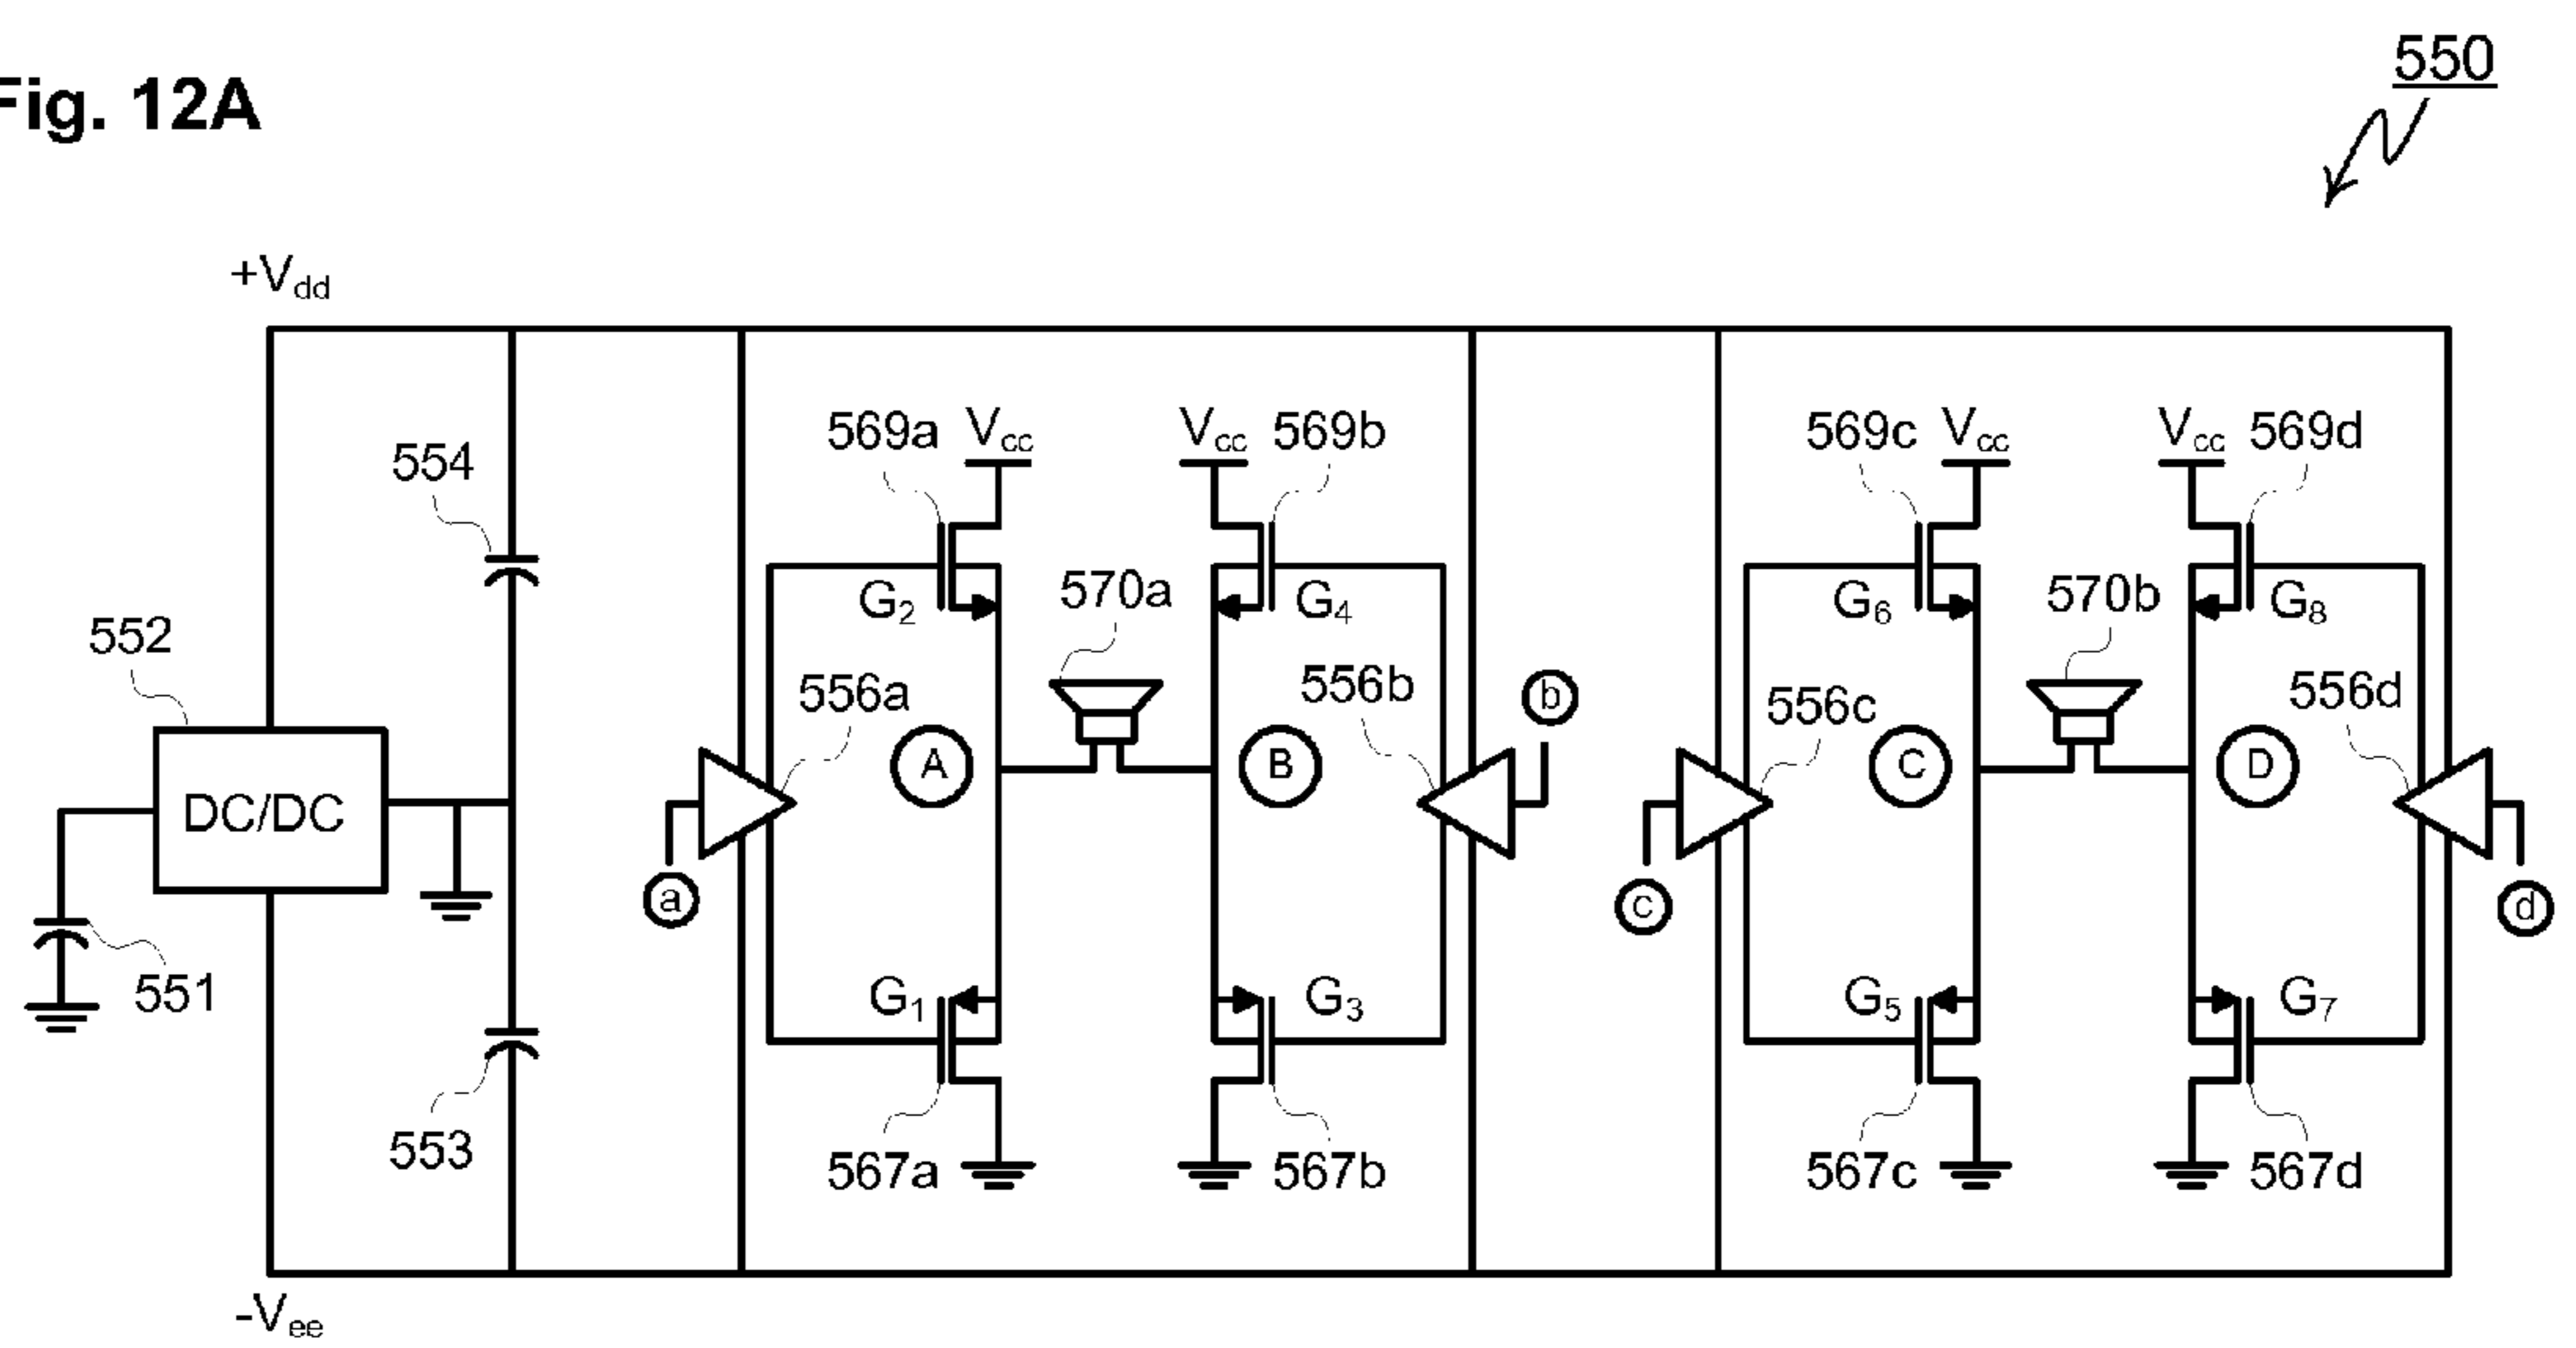 Fig. 12A
550
+Vdd
569a Vcc Vcc 569b
569c Vcc Vcc 569d
554
G2 G4
G6 G8
570a
570b
552
556a 556b b
556c 556d
A B
C D
DC/DC
a c d
551
G1 G3
G5 G7
553
567a 567b
567c 567d
-Vee